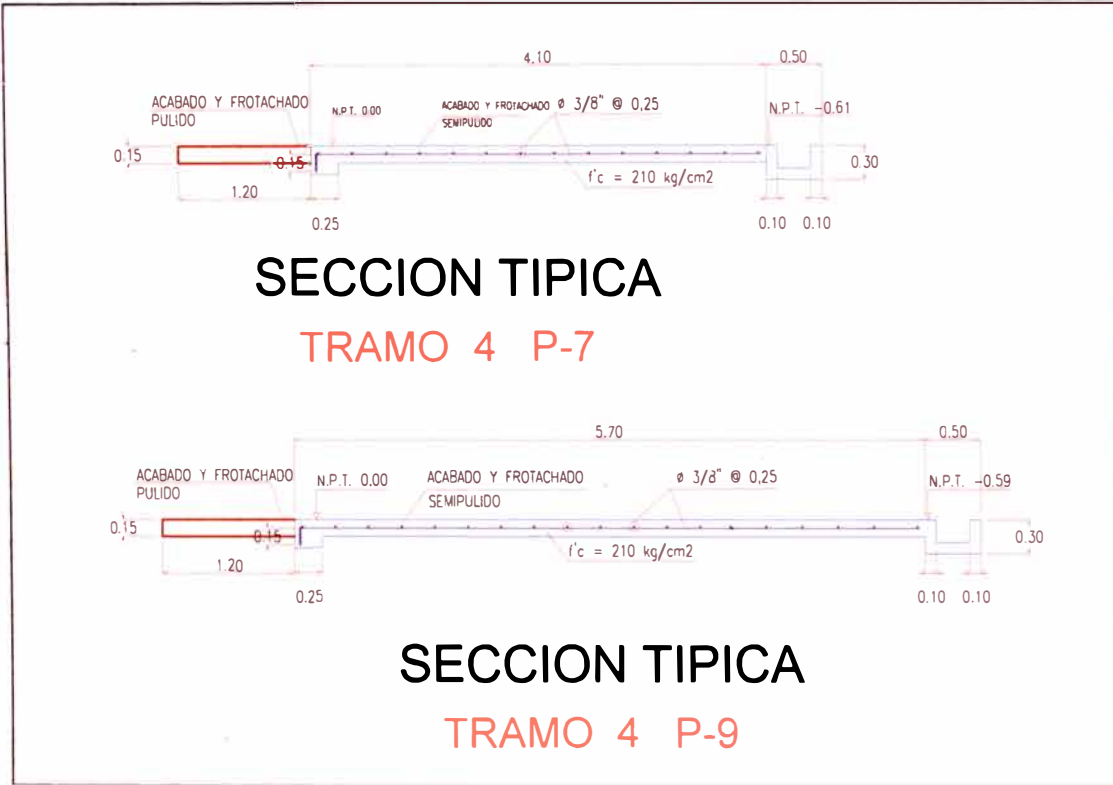 4.10 0.50
ACABADO Y FROTACHADO
PULIDO
N.P.T. 0.00
ACABADO Y FROTACHADO
SEMIPULIDO
ø 3/8" @ 0,25
N.P.T. -0.61
0.15
0.15
0.30
f'c = 210 kg/cm2
1.20
0.25
0.10 0.10
SECCION TIPICA
TRAMO 4 P-7
5.70 0.50
ACABADO Y FROTACHADO
PULIDO
N.P.T. 0.00
ACABADO Y FROTACHADO
SEMIPULIDO
ø 3/8" @ 0,25
N.P.T. -0.59
0.15
0.15
0.30
f'c = 210 kg/cm2
1.20
0.25
0.10 0.10
SECCION TIPICA
TRAMO 4 P-9